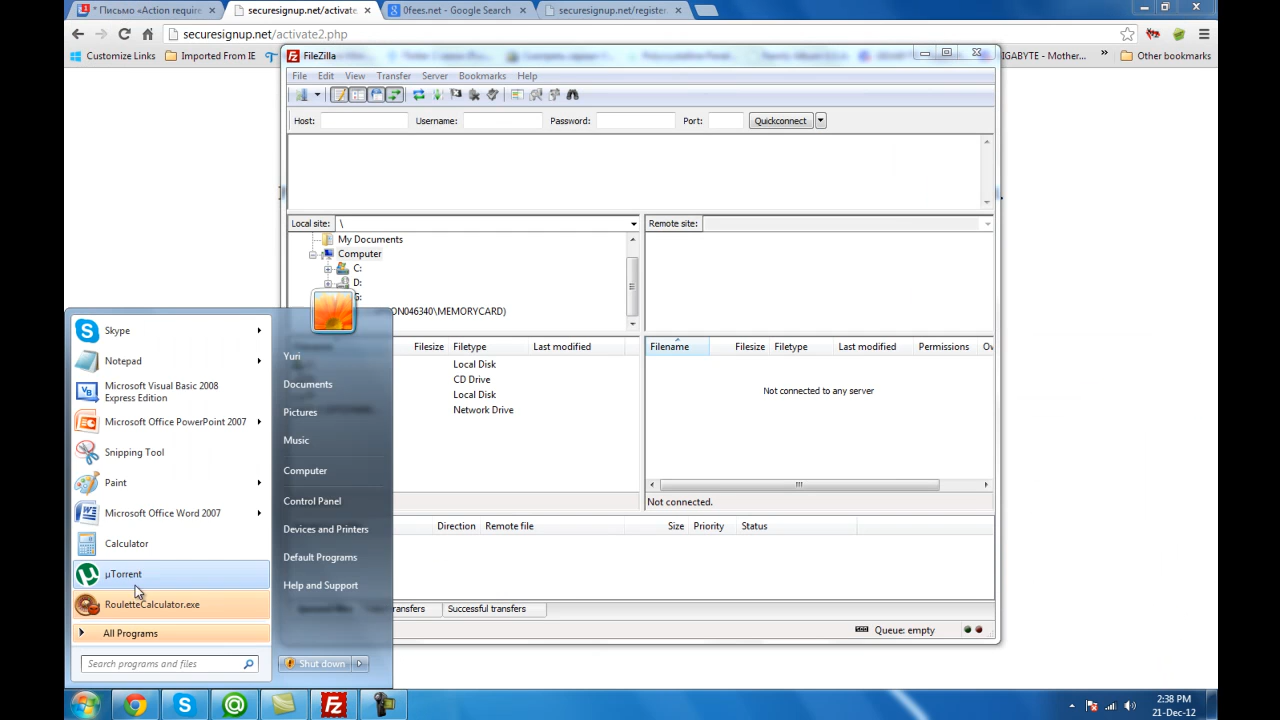 * Письмо «Action require
securesignup.net/activate
0fees.net - Google Search
securesignup.net/register
securesignup.net/activate2.php
Customize Links
Imported From IE
IGABYTE - Mother
Other bookmarks
FileZilla
File Edit View Transfer Server Bookmarks Help
Host: Username: Password: Port: Quickconnect
Local site: \
Remote site:
My Documents
Computer
C:
D:
G:
ON046340\MEMORYCARD)
Filesize Filetype Last modified
Local Disk
CD Drive
Local Disk
Network Drive
Filename Filesize Filetype Last modified Permissions Ov
Not connected to any server
Not connected.
Direction Remote file Size Priority Status
transfers
Successful transfers
Queue: empty
Skype
Notepad
Microsoft Visual Basic 2008
Express Edition
Microsoft Office PowerPoint 2007
Snipping Tool
Paint
Microsoft Office Word 2007
Calculator
µTorrent
RouletteCalculator.exe
All Programs
Search programs and files
Yuri
Documents
Pictures
Music
Computer
Control Panel
Devices and Printers
Default Programs
Help and Support
Shut down
2:38 PM
21-Dec-12